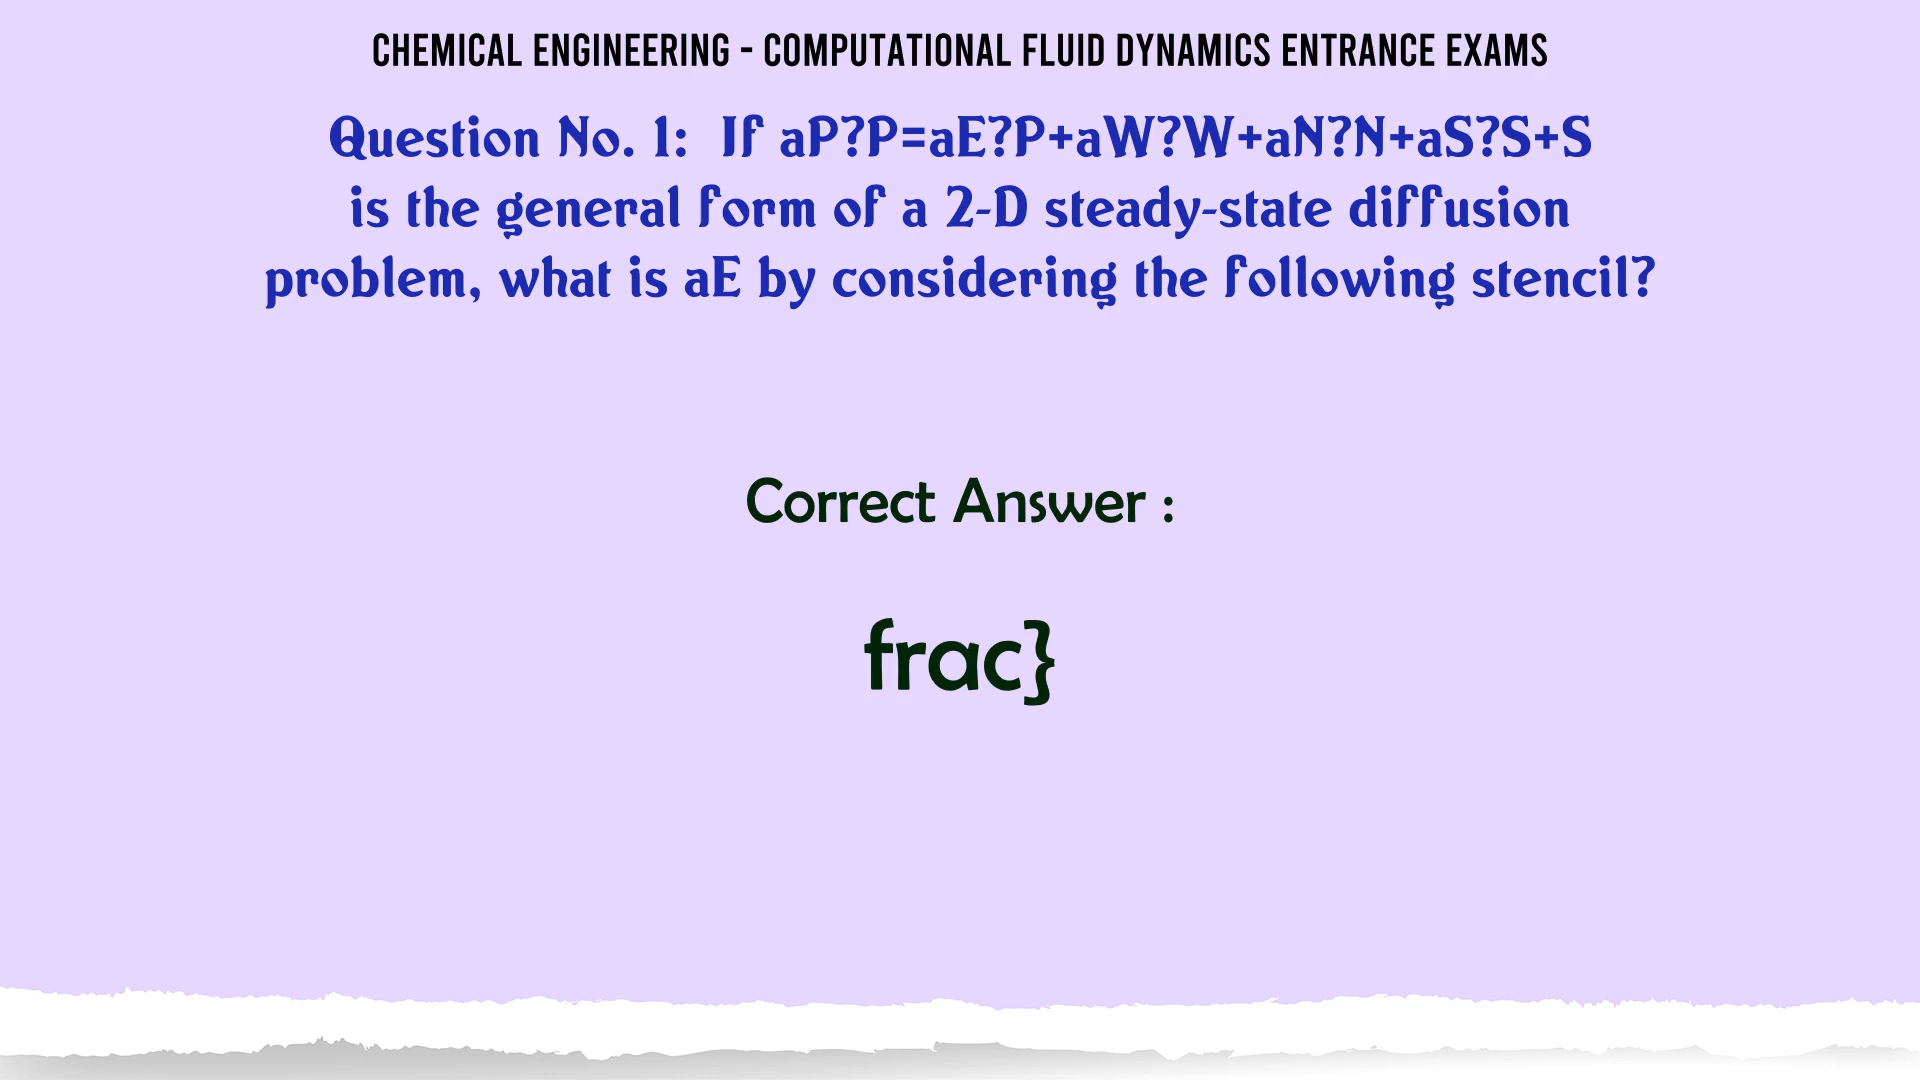 CHEMICAL ENGINEERING - COMPUTATIONAL FLUID DYNAMICS ENTRANCE EXAMS
Question No. 1: If aP?P=aE?P+aW?W+aN?N+aS?S+S
is the general form of a 2-D steady-state diffusion
problem, what is aE by considering the following stencil?
Correct Answer :
frac}